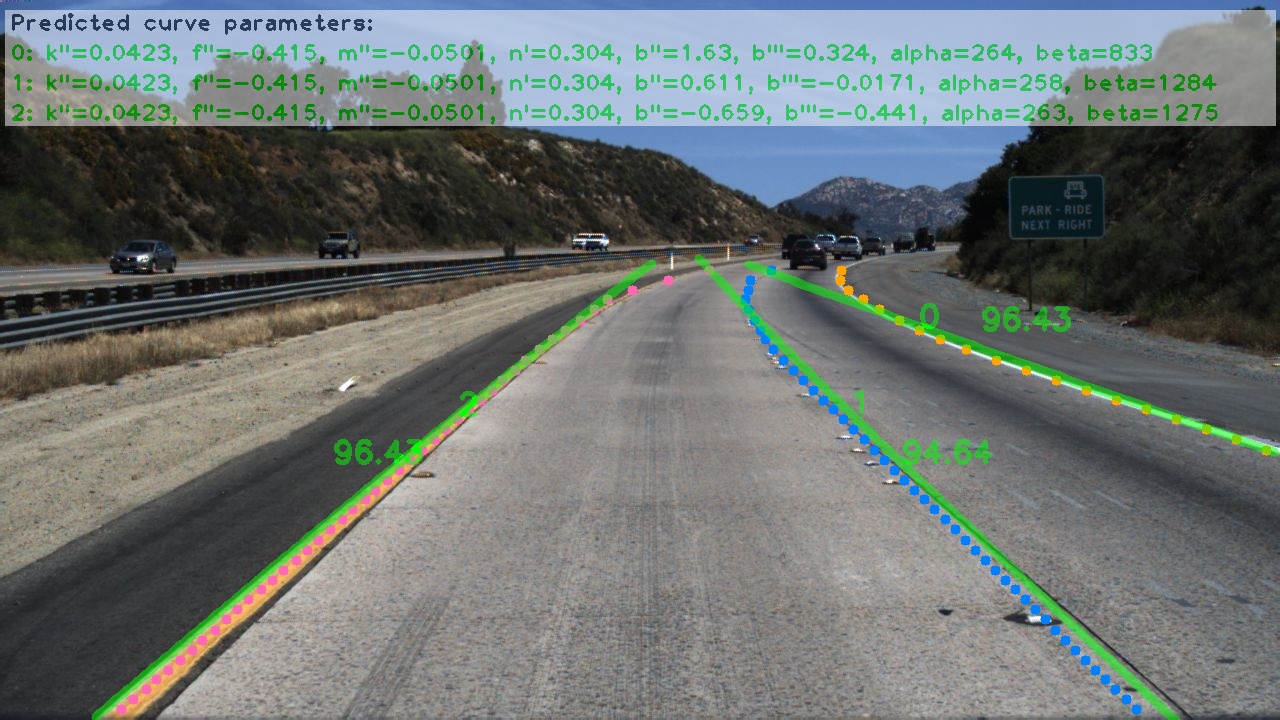 Predicted curve parameters:
0: k''=0.0423, f''=-0.415, m''=-0.0501, n'=0.304, b''=1.63, b'''=0.324, alpha=264, beta=833
1: k''=0.0423, f''=-0.415, m''=-0.0501, n'=0.304, b''=0.611, b'''=-0.0171, alpha=258, beta=1284
2: k''=0.0423, f''=-0.415, m''=-0.0501, n'=0.304, b''=-0.659, b'''=-0.441, alpha=263, beta=1275
PARK - RIDE
NEXT RIGHT
0 96.43
2
1
96.43
94.64